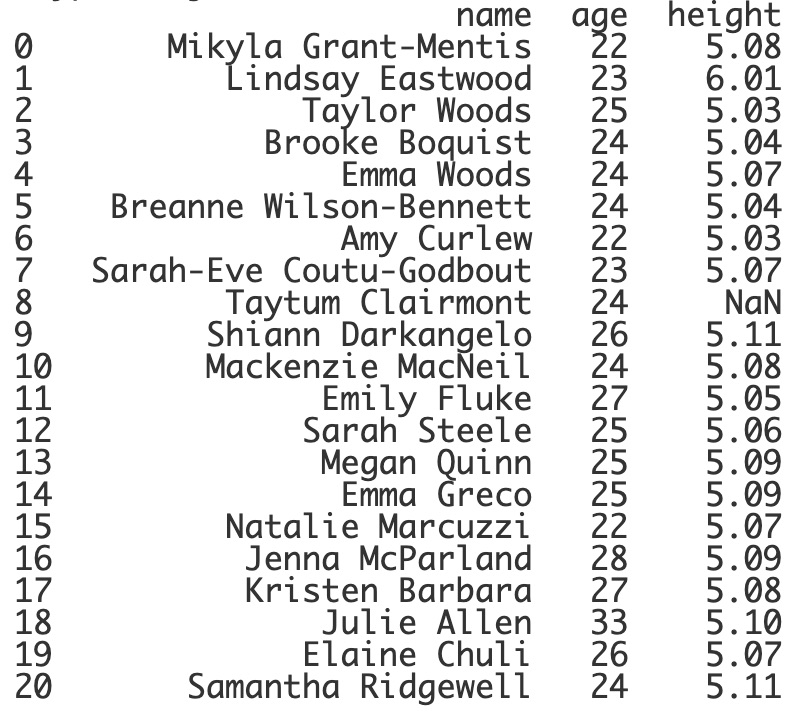 name age height
0 Mikyla Grant-Mentis 22 5.08
1 Lindsay Eastwood 23 6.01
2 Taylor Woods 25 5.03
3 Brooke Boquist 24 5.04
4 Emma Woods 24 5.07
5 Breanne Wilson-Bennett 24 5.04
6 Amy Curlew 22 5.03
7 Sarah-Eve Coutu-Godbout 23 5.07
8 Taytum Clairmont 24 NaN
9 Shiann Darkangelo 26 5.11
10 Mackenzie MacNeil 24 5.08
11 Emily Fluke 27 5.05
12 Sarah Steele 25 5.06
13 Megan Quinn 25 5.09
14 Emma Greco 25 5.09
15 Natalie Marcuzzi 22 5.07
16 Jenna McParland 28 5.09
17 Kristen Barbara 27 5.08
18 Julie Allen 33 5.10
19 Elaine Chuli 26 5.07
20 Samantha Ridgewell 24 5.11